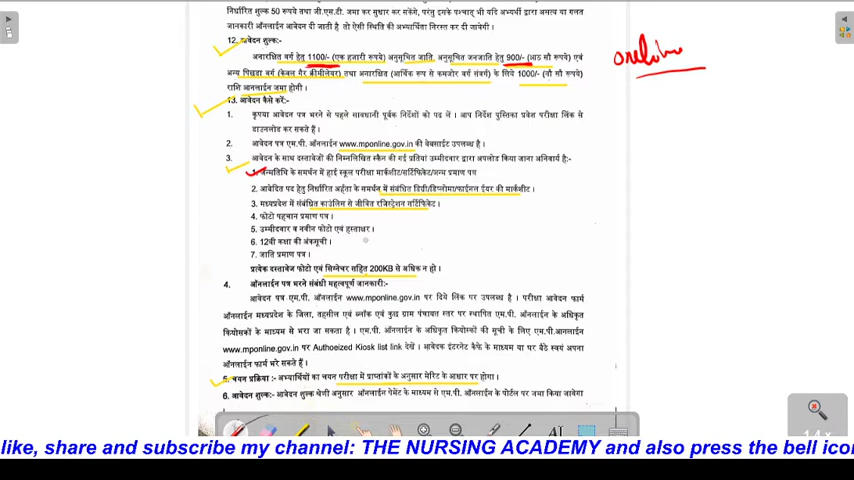 निर्धारित शुल्क 50 रूपये तथा जी.एस.टी. जमा कर सुधार कर सकेंगे, परंतु इसके पश्चात् भी यदि अभ्यर्थी द्वारा असत्य या गलत
जानकारी ऑनलाईन आवेदन दी जाती है तो ऐसी स्थिति की अभ्यार्थिता निरस्त कर दी जावेगी ।
12. आवेदन शुल्क:-
अनारक्षित वर्ग हेतु 1100/- (एक हजारी रूपये) अनुसूचित जाति, अनुसूचित जनजाति हेतु 900/- (आठ सौ रूपये) एवं
अन्य पिछड़ा वर्ग (केवल गैर क्रीमीलेयर) तथा अनारक्षित (आर्थिक रूप से कमजोर वर्ग संवर्ग) के लिये 1000/- (नौ सौ रूपये)
राशि आनलाईन जमा होगी ।
13. आवेदन कैसे करें:-
1. कृपया आवेदन पत्र भरने से पहले सावधानी पूर्वक निर्देशों को पढ लें । आप निर्देश पुस्तिका प्रवेश परीक्षा लिंक से
डाउनलोड कर सकते हैं ।
2. आवेदन पत्र एम.पी. ऑनलाईन www.mponline.gov.in की वेबसाईट उपलब्ध है ।
3. आवेदन के साथ दस्तावेजों की निम्नलिखित स्कैन की गई प्रतियां उम्मीदवार द्वारा अपलोड किया जाना अनिवार्य है:-
1. जन्मतिथि के समर्थन में हाई स्कूल परीक्षा मार्कशीट/सर्टिफिकेट/जन्म प्रमाण पत्र
2. आवेदित पद हेतु निर्धारित अर्हता के समर्थन में संबंधित डिग्री/डिप्लोमा/फाईनल ईयर की मार्कशीट ।
3. मध्यप्रदेश में संबंधित काउंलिस से जीवित रजिस्ट्रेशन सर्टिफिकेट ।
4. फोटो पहचान प्रमाण पत्र ।
5. उम्मीदवार व नवीन फोटो एवं हस्ताक्षर ।
6. 12वी कक्षा की अंकसूची ।
7. जाति प्रमाण पत्र ।
प्रत्येक दस्तावेज फोटो एवं सिग्नेचर सहित 200KB से अधिक न हो ।
4. ऑनलाईन पत्र भरने संबंधी महत्वपूर्ण जानकारी:-
आवेदन पत्र एम.पी. ऑनलाईन www.mponline.gov.in पर दिये लिंक पर उपलब्ध है । परीक्षा आवेदन फार्म
ऑनलाईन मध्यप्रदेश के जिला, तहसील एवं ब्लॉक एवं कुछ ग्राम पंचायत स्तर पर स्थापित एम.पी. ऑनलाईन के अधिकृत
कियोसकों के माध्यम से भरा जा सकता है । एम.पी. ऑनलाईन के अधिकृत कियोस्कों की सूची के लिए एम.पी.आनलाईन
www.mponline.gov.in पर Authoeized Kiosk list link देखें । आवेदक इंटरनेट कैफे के माध्यम या घर बैठे स्वयं अपना
ऑनलाईन फार्म भरे सकते हैं ।
5. चयन प्रक्रिया :- अभ्यार्थियों का चयन परीक्षा में प्राप्तांकों के अनुसार मेरिट के आधार पर होगा ।
6. आवेदन शुल्क:- आवेदन शुल्क श्रेणी अनुसार ऑनलाईन पेमेंट के माध्यम से एम.पी. ऑनलाईन के पोर्टल पर जमा किया जावेगा
like, share and subscribe my channel: THE NURSING ACADEMY and also press the bell icon